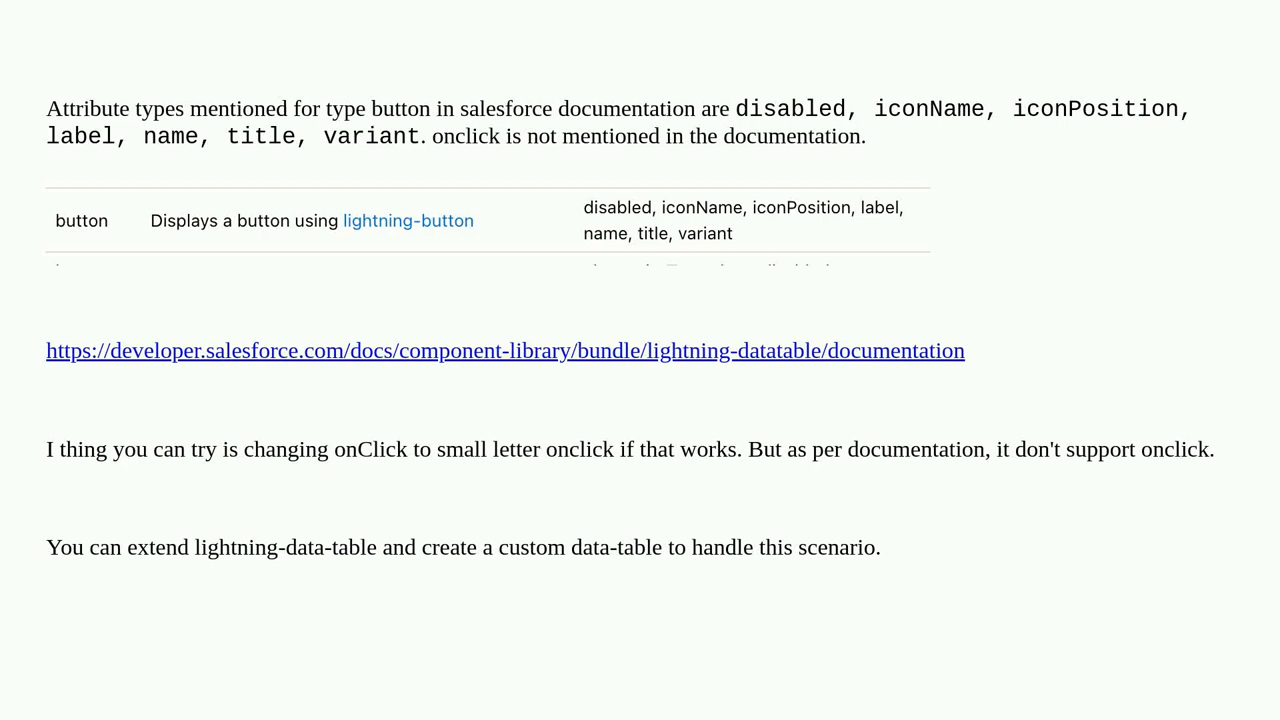 Attribute types mentioned for type button in salesforce documentation are disabled, iconName, iconPosition,
label, name, title, variant. onclick is not mentioned in the documentation.
button Displays a button using lightning-button disabled, iconName, iconPosition, label,
name, title, variant
https://developer.salesforce.com/docs/component-library/bundle/lightning-datatable/documentation
I thing you can try is changing onClick to small letter onclick if that works. But as per documentation, it don't support onclick.
You can extend lightning-data-table and create a custom data-table to handle this scenario.